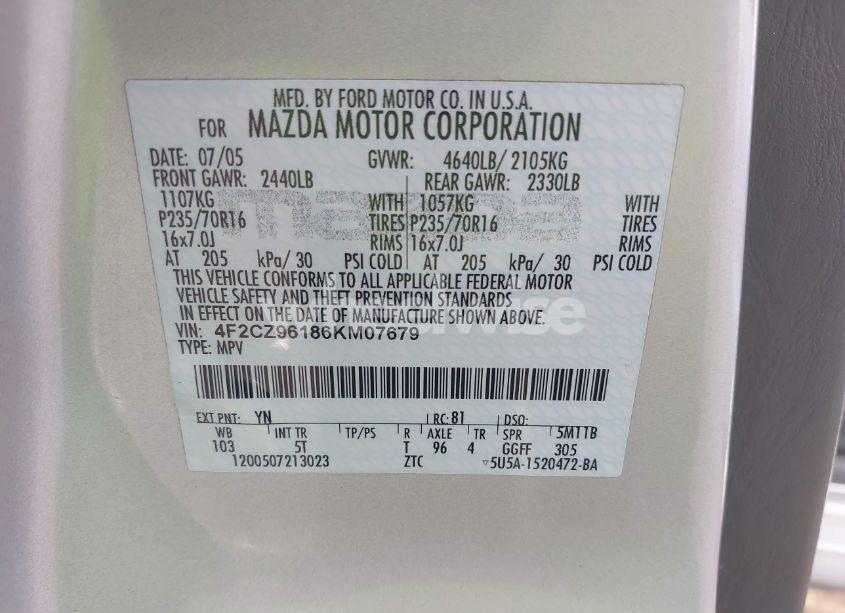 MFD. BY FORD MOTOR CO. IN U.S.A.
FOR MAZDA MOTOR CORPORATION
DATE: 07/05 GVWR: 4640LB/ 2105KG
FRONT GAWR: 2440LB REAR GAWR: 2330LB
1107KG WITH 1057KG WITH
P235/70R16 TIRES P235/70R16 TIRES
16x7.0J RIMS 16x7.0J RIMS
AT 205 kPa/ 30 PSI COLD AT 205 kPa/ 30 PSI COLD
THIS VEHICLE CONFORMS TO ALL APPLICABLE FEDERAL MOTOR
VEHICLE SAFETY AND THEFT PREVENTION STANDARDS
IN EFFECT ON THE DATE OF MANUFACTURE SHOWN ABOVE.
VIN: 4F2CZ96186KM07679
TYPE: MPV
EXT PNT: YN RC: 81 DSO:
WB INT TR TP/PS R AXLE TR SPR 5M11B
103 5T T 96 4 GGFF 305
1200507213023 ZTC ▽5U5A-1520472-BA